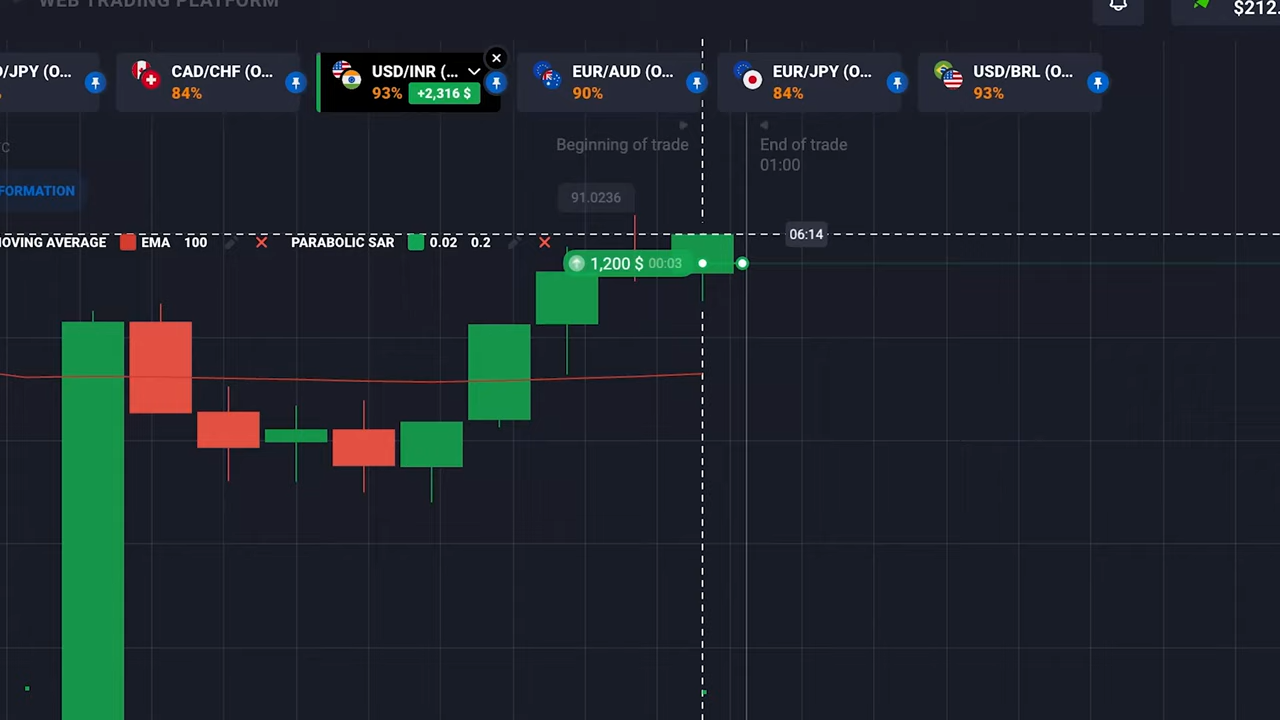 WEB TRADING PLATFORM
$212.
/JPY (O...
CAD/CHF (O...
84%
USD/INR (...
93% +2,316 $
EUR/AUD (O...
90%
EUR/JPY (O...
84%
USD/BRL (O...
93%
Beginning of trade
End of trade
01:00
FORMATION
91.0236
OVING AVERAGE EMA 100 PARABOLIC SAR 0.02 0.2
06:14
1,200 $ 00:03